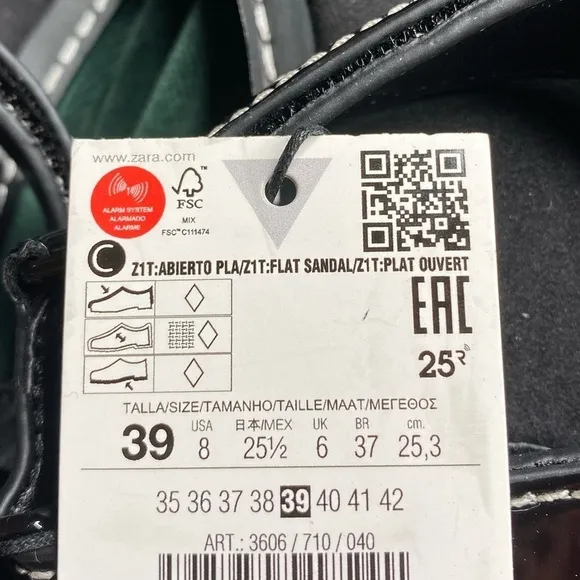 www.zara.com
ALARM SYSTEM
ALARMADO
ALARME
FSC™
MIX
FSC™ C111474
C
Z1T:ABIERTO PLA/Z1T:FLAT SANDAL/Z1T:PLAT OUVERT
EAC
25R
TALLA/SIZE/TAMANHO/TAILLE/MAAT/ΜΕΓΕΘΟΣ
39 USA 8 日本/MEX 25½ UK 6 BR 37 cm. 25,3
35 36 37 38 39 40 41 42
ART.: 3606 / 710 / 040